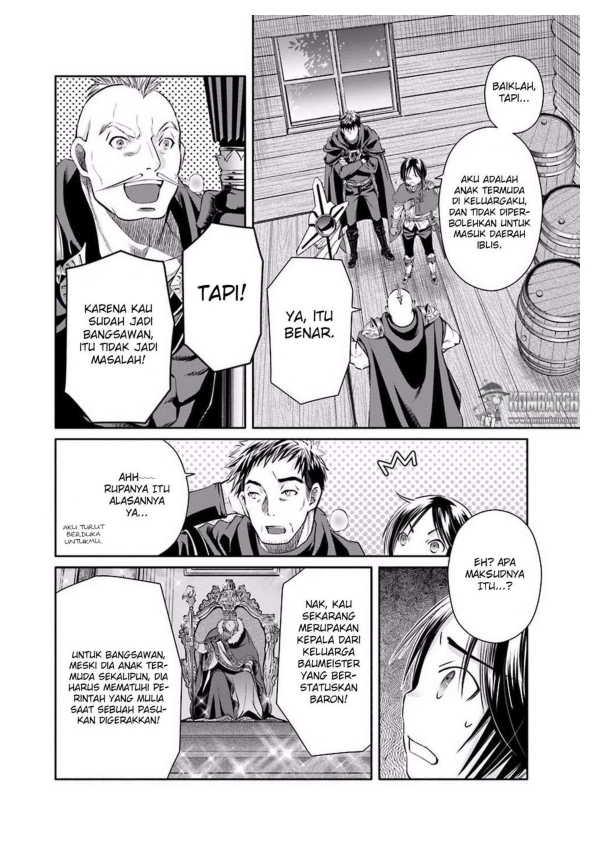 BAIKLAH,
TAPI...
AKU ADALAH
ANAK TERMUDA
DI KELUARGAKU,
DAN TIDAK DIPER-
BOLEHKAN UNTUK
MASUK DAERAH
IBLIS.
YA, ITU
BENAR.
TAPI!
KARENA KAU
SUDAH JADI
BANGSAWAN,
ITU TIDAK JADI
MASALAH!
KOMBATCH
AHH~~~
RUPANYA ITU
ALASANNYA
YA...
AKU TURUT
BERDUKA
UNTUKMU..
EH? APA
MAKSUDNYA
ITU...?
NAK, KAU
SEKARANG
MERUPAKAN
KEPALA DARI
KELUARGA
BAUMEISTER
YANG BER-
STATUSKAN
BARON!
UNTUK BANGSAWAN,
MESKI DIA ANAK TER-
MUDA SEKALIPUN, DIA
HARUS MEMATUHI PE-
RINTAH YANG MULIA
SAAT SEBUAH PASU-
KAN DIGERAKKAN!